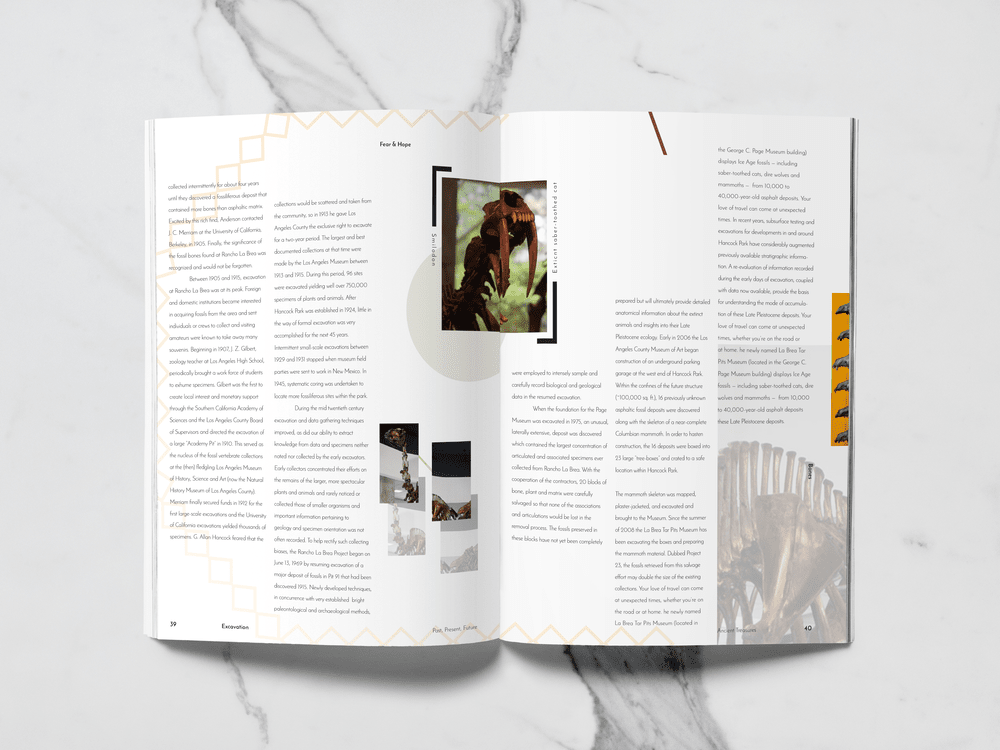 Fear & Hope
collected intermittently for about four years
until they discovered a fossiliferous deposit that
contained more bones than asphaltic matrix.
Excited by this rich find, Anderson contacted
J. C. Merriam at the University of California,
Berkeley, in 1905. Finally, the significance of
the fossil bones found at Rancho La Brea was
recognized and would not be forgotten.
Between 1905 and 1915, excavation
at Rancho La Brea was at its peak. Foreign
and domestic institutions became interested
in acquiring fossils from the area and sent
individuals or crews to collect and visiting
amateurs were known to take away many
souvenirs. Beginning in 1907, J. Z. Gilbert,
zoology teacher at Los Angeles High School,
periodically brought a work force of students
to exhume specimens. Gilbert was the first to
create local interest and monetary support
through the Southern California Academy of
Sciences and the Los Angeles County Board
of Supervisors and directed the excavation of
a large "Academy Pit" in 1910. This served as
the nucleus of the fossil vertebrate collections
at the (then) fledgling Los Angeles Museum
of History, Science and Art (now the Natural
History Museum of Los Angeles County).
Merriam finally secured funds in 1912 for the
first large-scale excavations and the University
of California excavations yielded thousands of
specimens. G. Allan Hancock feared that the
collections would be scattered and taken from
the community, so in 1913 he gave Los
Angeles County the exclusive right to excavate
for a two-year period. The largest and best
documented collections at that time were
made by the Los Angeles Museum between
1913 and 1915. During this period, 96 sites
were excavated yielding well over 750,000
specimens of plants and animals. After
Hancock Park was established in 1924, little in
the way of formal excavation was very
accomplished for the next 45 years.
Intermittent small-scale excavations between
1929 and 1931 stopped when museum field
parties were sent to work in New Mexico. In
1945, systematic coring was undertaken to
locate more fossiliferous sites within the park.
During the mid twentieth century
excavation and data gathering techniques
improved, as did our ability to extract
knowledge from data and specimens neither
noted nor collected by the early excavators.
Early collectors concentrated their efforts on
the remains of the larger, more spectacular
plants and animals and rarely noticed or
collected those of smaller organisms and
important information pertaining to
geology and specimen orientation was not
often recorded. To help rectify such collecting
biases, the Rancho La Brea Project began on
June 13, 1969 by resuming excavation of a
major deposit of fossils in Pit 91 that had been
discovered 1915. Newly developed techniques,
in concurrence with very established bright
paleontological and archaeological methods,
Smilodon
Extinct saber-toothed cat
39
Excavation
Past, Present, Future
were employed to intensely sample and
carefully record biological and geological
data in the resumed excavation.
When the foundation for the Page
Museum was excavated in 1975, an unusual,
laterally extensive, deposit was discovered
which contained the largest concentration of
articulated and associated specimens ever
collected from Rancho La Brea. With the
cooperation of the contractors, 20 blocks of
bone, plant and matrix were carefully
salvaged so that none of the associations
and articulations would be lost in the
removal process. The fossils preserved in
these blocks have not yet been completely
prepared but will ultimately provide detailed
anatomical information about the extinct
animals and insights into their Late
Pleistocene ecology. Early in 2006 the Los
Angeles County Museum of Art began
construction of an underground parking
garage at the west end of Hancock Park.
Within the confines of the future structure
(~100,000 sq. ft.), 16 previously unknown
asphaltic fossil deposits were discovered
along with the skeleton of a near-complete
Columbian mammoth. In order to hasten
construction, the 16 deposits were boxed into
23 large "tree boxes" and crated to a safe
location within Hancock Park.
The mammoth skeleton was mapped,
plaster-jacketed, and excavated and
brought to the Museum. Since the summer
of 2008 the La Brea Tar Pits Museum has
been excavating the boxes and preparing
the mammoth material. Dubbed Project
23, the fossils retrieved from this salvage
effort may double the size of the existing
collections. Your love of travel can come
at unexpected times, whether you're on
the road or at home. he newly named
La Brea Tar Pits Museum (located in
the George C. Page Museum building)
displays Ice Age fossils — including
saber-toothed cats, dire wolves and
mammoths — from 10,000 to
40,000-year-old asphalt deposits. Your
love of travel can come at unexpected
times. In recent years, subsurface testing and
excavations for developments in and around
Hancock Park have considerably augmented
previously available stratigraphic informa-
tion. A re-evaluation of information recorded
during the early days of excavation, coupled
with data now available, provide the basis
for understanding the mode of accumula-
tion of these Late Pleistocene deposits. Your
love of travel can come at unexpected
times, whether you're on the road or
at home. he newly named La Brea Tar
Pits Museum (located in the George C.
Page Museum building) displays Ice Age
fossils — including saber-toothed cats, dire
wolves and mammoths — from 10,000
to 40,000-year-old asphalt deposits
these Late Pleistocene deposits.
Bones
Ancient Treasures
40